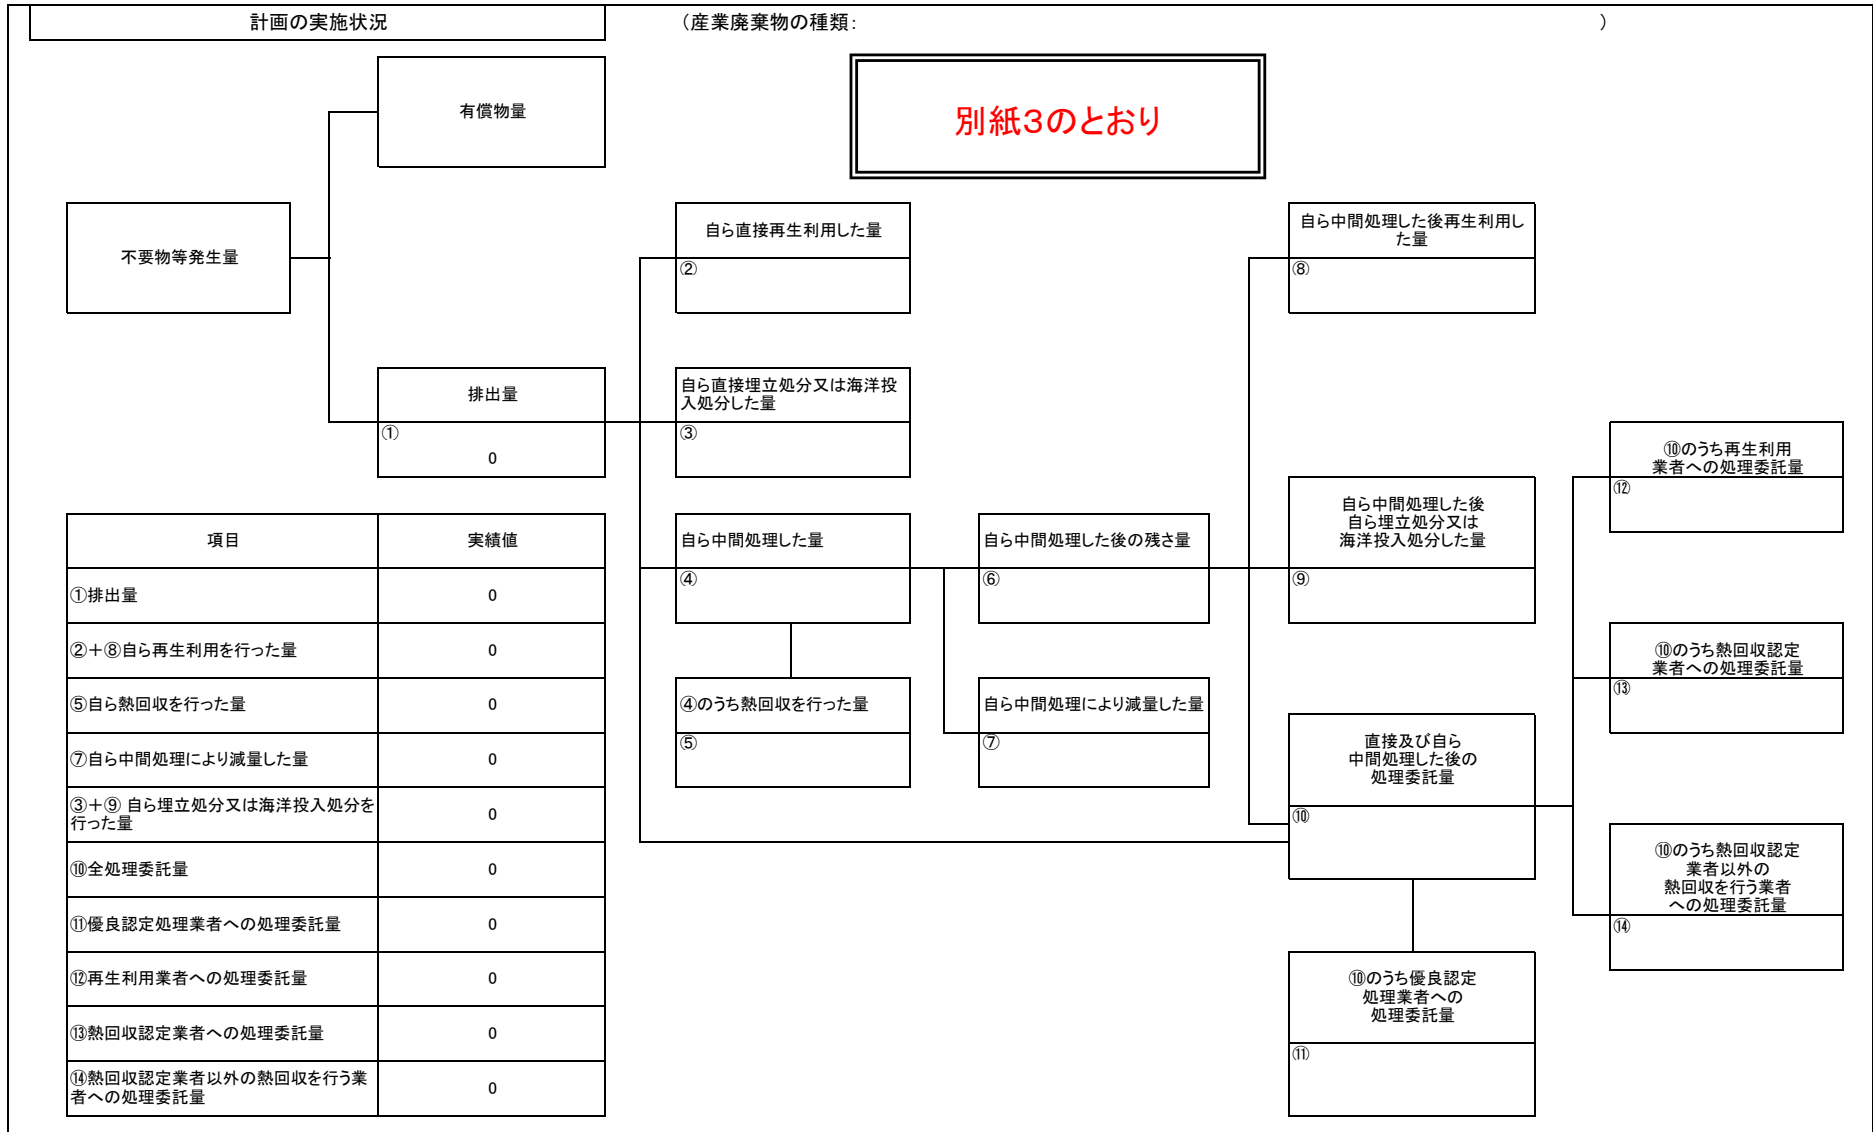 計画の実施状況
（産業廃棄物の種類：　　　　　　　　　　）
有償物量
別紙３のとおり
不要物等発生量
自ら直接再生利用した量
②
自ら中間処理した後再生利用し
た量
⑧
排出量
①
0
自ら直接埋立処分又は海洋投
入処分した量
③
⑩のうち再生利用
業者への処理委託量
⑫
自ら中間処理した量
④
自ら中間処理した後の残さ量
⑥
自ら中間処理した後
自ら埋立処分又は
海洋投入処分した量
⑨
⑩のうち熱回収認定
業者への処理委託量
⑬
④のうち熱回収を行った量
⑤
自ら中間処理により減量した量
⑦
直接及び自ら
中間処理した後の
処理委託量
⑩
⑩のうち熱回収認定
業者以外の
熱回収を行う業者
への処理委託量
⑭
⑩のうち優良認定
処理業者への
処理委託量
⑪
項目 実績値
①排出量 0
②＋⑧自ら再生利用を行った量 0
⑤自ら熱回収を行った量 0
⑦自ら中間処理により減量した量 0
③＋⑨ 自ら埋立処分又は海洋投入処分を
行った量 0
⑩全処理委託量 0
⑪優良認定処理業者への処理委託量 0
⑫再生利用業者への処理委託量 0
⑬熱回収認定業者への処理委託量 0
⑭熱回収認定業者以外の熱回収を行う業
者への処理委託量 0